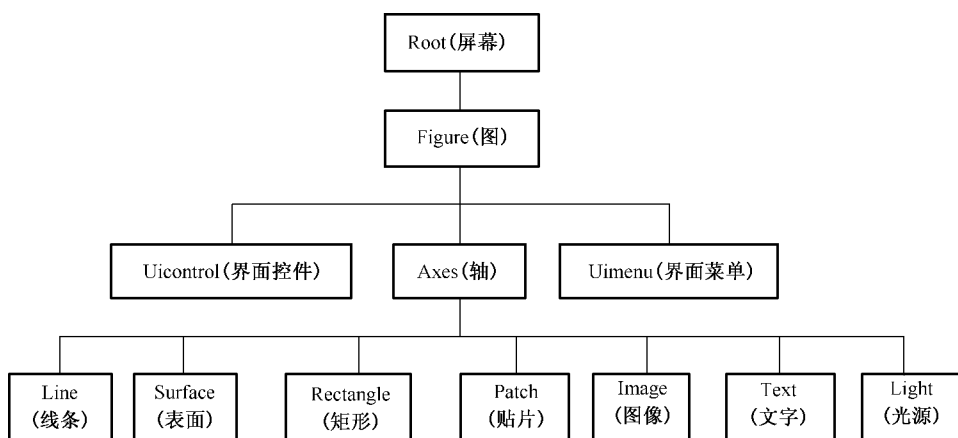 Root(屏幕)
Figure(图)
Uicontrol(界面控件)
Axes(轴)
Uimenu(界面菜单)
Line
(线条)
Surface
(表面)
Rectangle
(矩形)
Patch
(贴片)
Image
(图像)
Text
(文字)
Light
(光源)